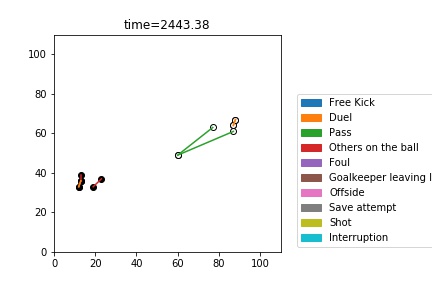 time=2443.38
100
80
60
40
20
0
0 20 40 60 80 100
Free Kick
Duel
Pass
Others on the ball
Foul
Goalkeeper leaving l
Offside
Save attempt
Shot
Interruption